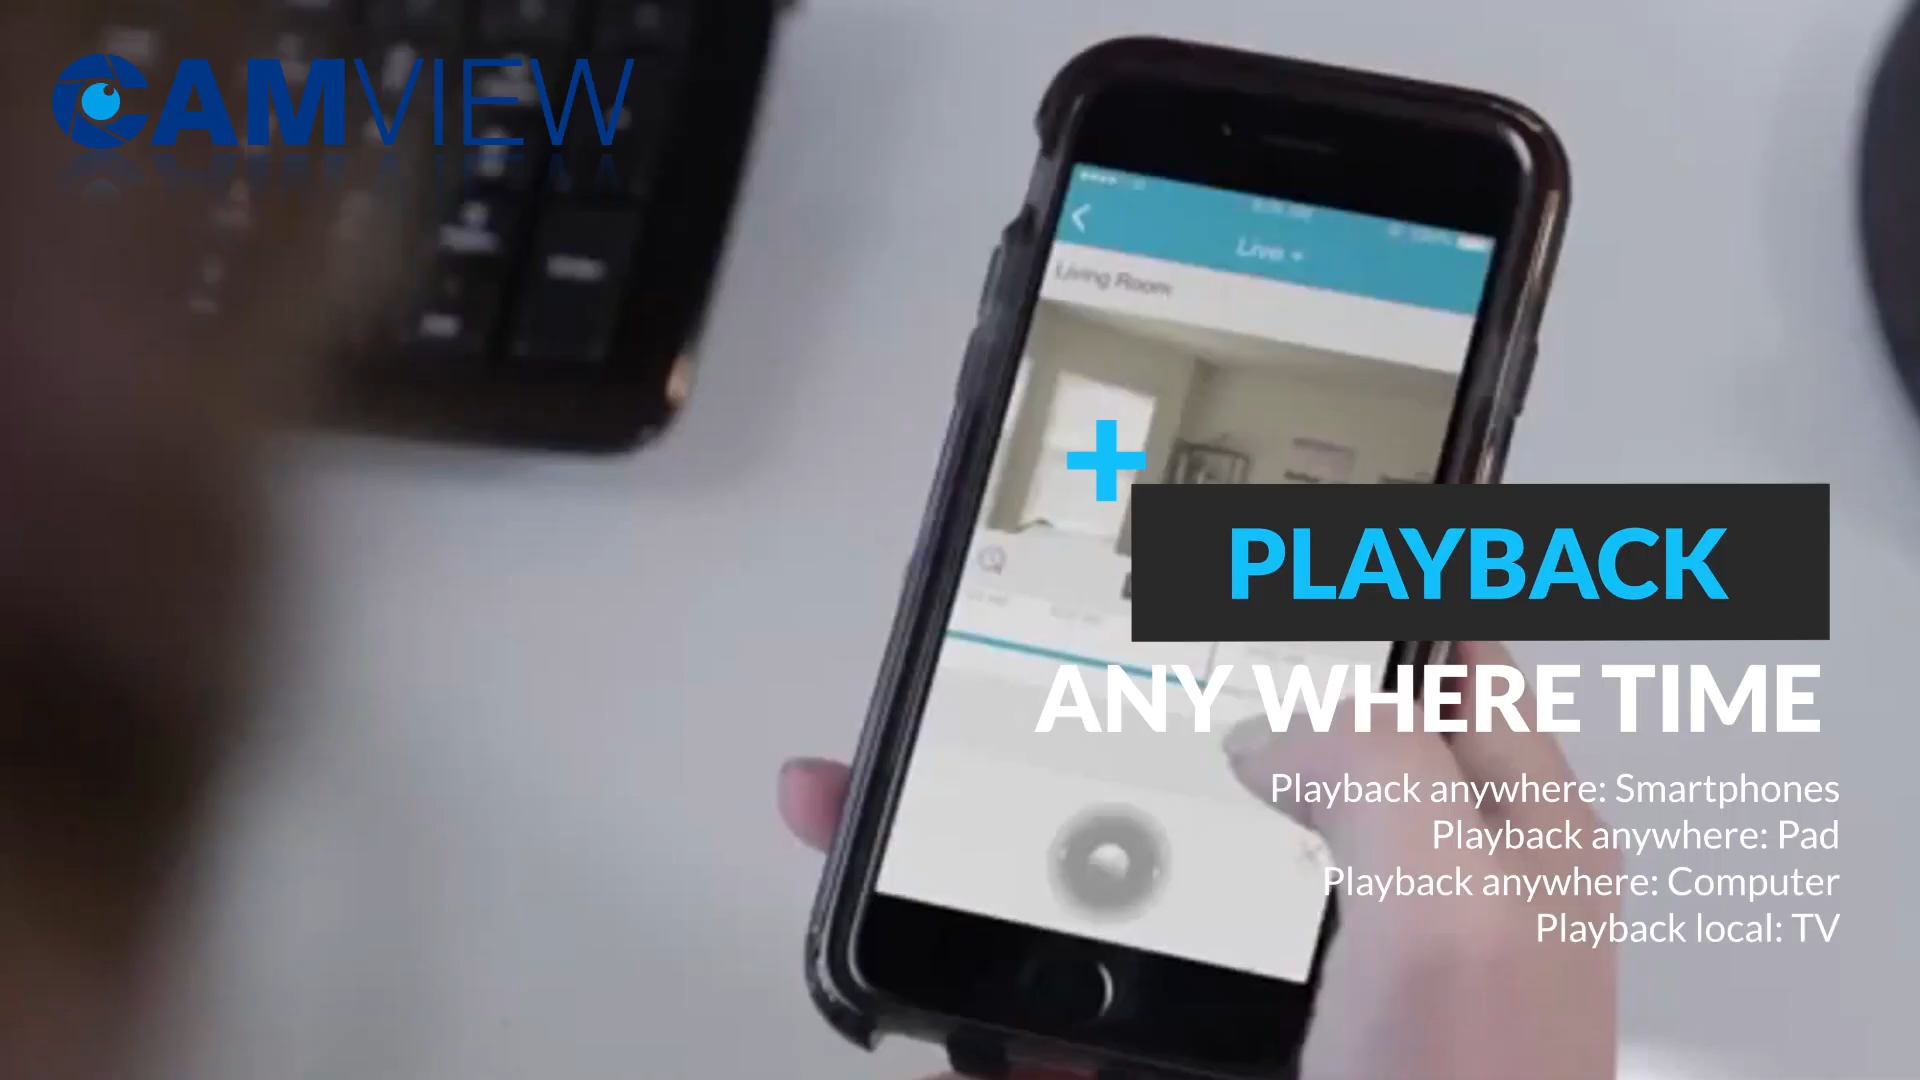 CAMVIEW
Live
Living Room
PLAYBACK
ANY WHERE TIME
Playback anywhere: Smartphones
Playback anywhere: Pad
Playback anywhere: Computer
Playback local: TV